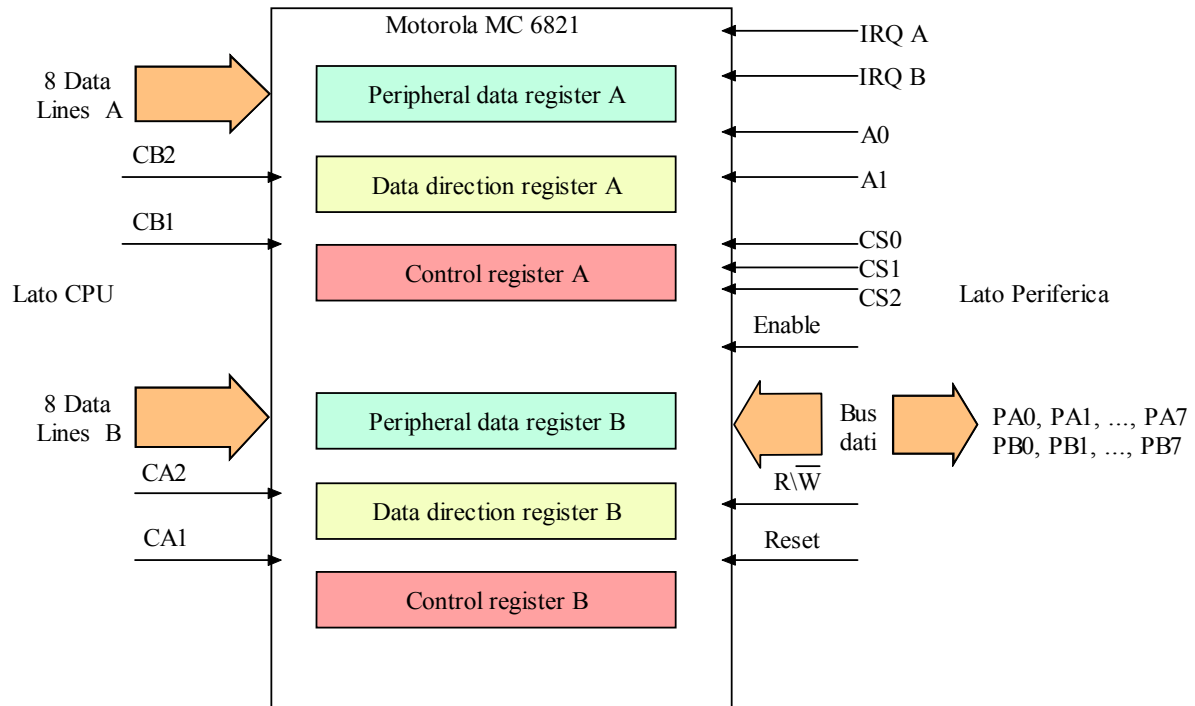 Motorola MC 6821
8 Data
Lines A
CB2
CB1
Lato CPU
8 Data
Lines B
CA2
CA1
Peripheral data register A
Data direction register A
Control register A
Peripheral data register B
Data direction register B
Control register B
IRQ A
IRQ B
A0
A1
CS0
CS1
CS2
Lato Periferica
Enable
Bus
dati
PA0, PA1, ..., PA7
PB0, PB1, ..., PB7
R\W̅
Reset